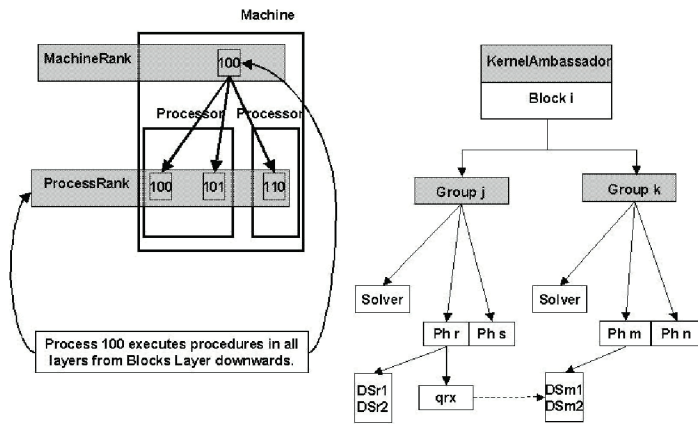 Machine
MachineRank
100
Processor
Processor
ProcessRank
100
101
110
Process 100 executes procedures in all
layers from Blocks Layer downwards.
KernelAmbassador
Block i
Group j
Group k
Solver
Solver
Ph r
Ph s
Ph m
Ph n
DSr1
DSr2
qrx
DSm1
DSm2